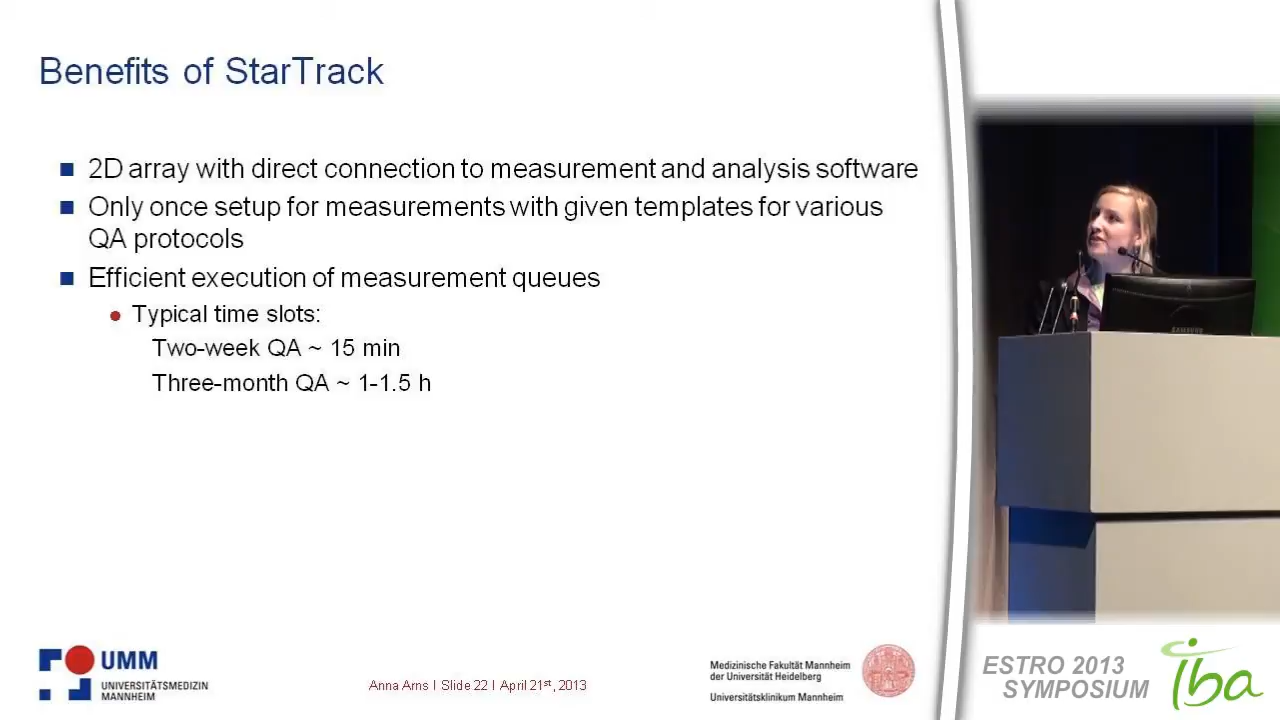 Benefits of StarTrack
2D array with direct connection to measurement and analysis software
Only once setup for measurements with given templates for various
QA protocols
Efficient execution of measurement queues
Typical time slots:
Two-week QA ~ 15 min
Three-month QA ~ 1-1.5 h
SAMSUNG
UMM
UNIVERSITÄTSMEDIZIN
MANNHEIM
Anna Arns I Slide 22 I April 21st, 2013
Medizinische Fakultät Mannheim
der Universität Heidelberg
Universitätsklinikum Mannheim
ESTRO 2013
SYMPOSIUM
iba